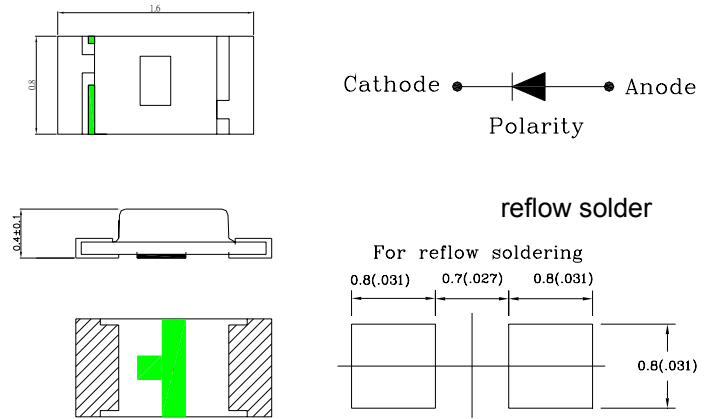 1.6
0.8
Cathode
Anode
Polarity
0.4±0.1
reflow solder
For reflow soldering
0.8(.031) 0.7(.027) 0.8(.031)
0.8(.031)